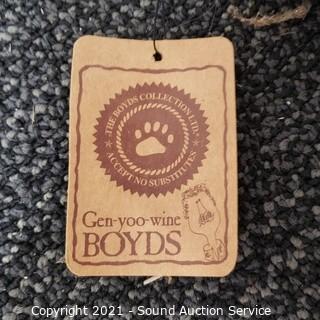 THE BOYDS COLLECTION LTD.
ACCEPT NO SUBSTITUTES
Gen-yoo-wine
BOYDS
Copyright 2021 - Sound Auction Service